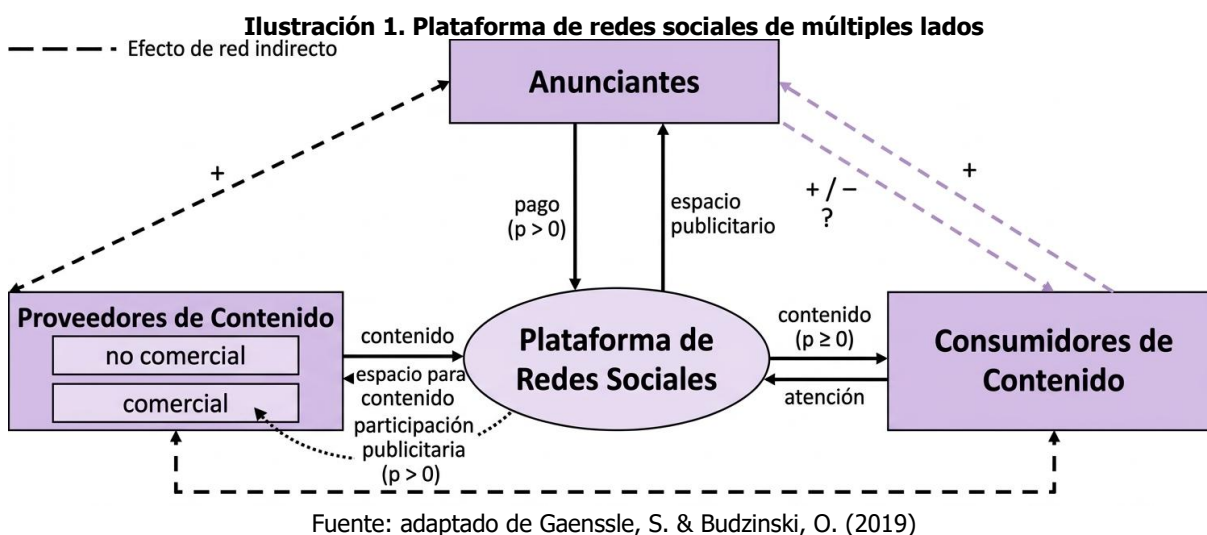 Ilustración 1. Plataforma de redes sociales de múltiples lados
Efecto de red indirecto
Anunciantes
+
+
+ / –
?
pago
(p > 0)
espacio
publicitario
Proveedores de Contenido
no comercial
comercial
contenido
espacio para
contenido
participación
publicitaria
(p > 0)
Plataforma de
Redes Sociales
contenido
(p ≥ 0)
atención
Consumidores de
Contenido
Fuente: adaptado de Gaenssle, S. & Budzinski, O. (2019)